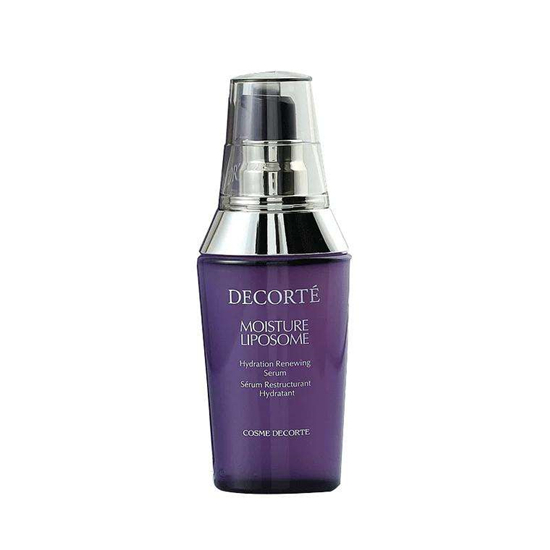 DECORTÉ
MOISTURE
LIPOSOME
Hydration Renewing
Serum
Sérum Restructurant
Hydratant
COSME DECORTE